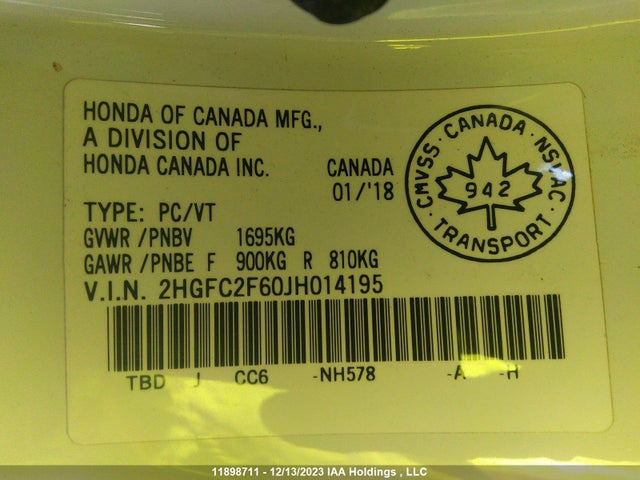 HONDA OF CANADA MFG.,
A DIVISION OF
HONDA CANADA INC.
CANADA
01/'18
TYPE: PC/VT
GVWR /PNBV 1695KG
GAWR /PNBE F 900KG R 810KG
V.I.N. 2HGFC2F60JH014195
TBD J CC6 -NH578 -A -H
CMVSS · CANADA · NSVAC
942
· TRANSPORT ·
11898711 - 12/13/2023 IAA Holdings , LLC